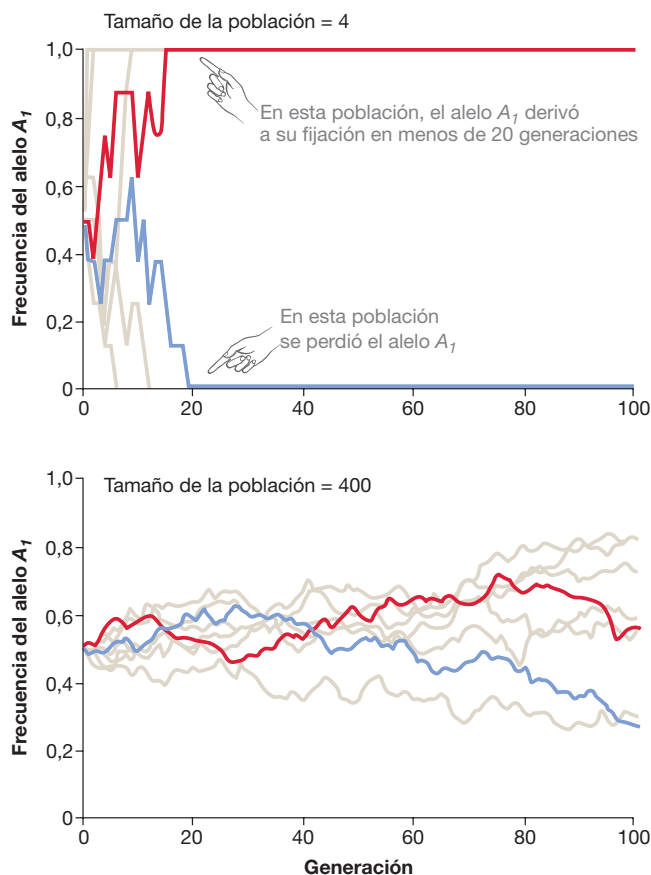 Tamaño de la población = 4
Frecuencia del alelo A1
1,0
0,8
0,6
0,4
0,2
0
En esta población, el alelo A1 derivó
a su fijación en menos de 20 generaciones
En esta población
se perdió el alelo A1
0 20 40 60 80 100
Tamaño de la población = 400
Frecuencia del alelo A1
1,0
0,8
0,6
0,4
0,2
0
0 20 40 60 80 100
Generación